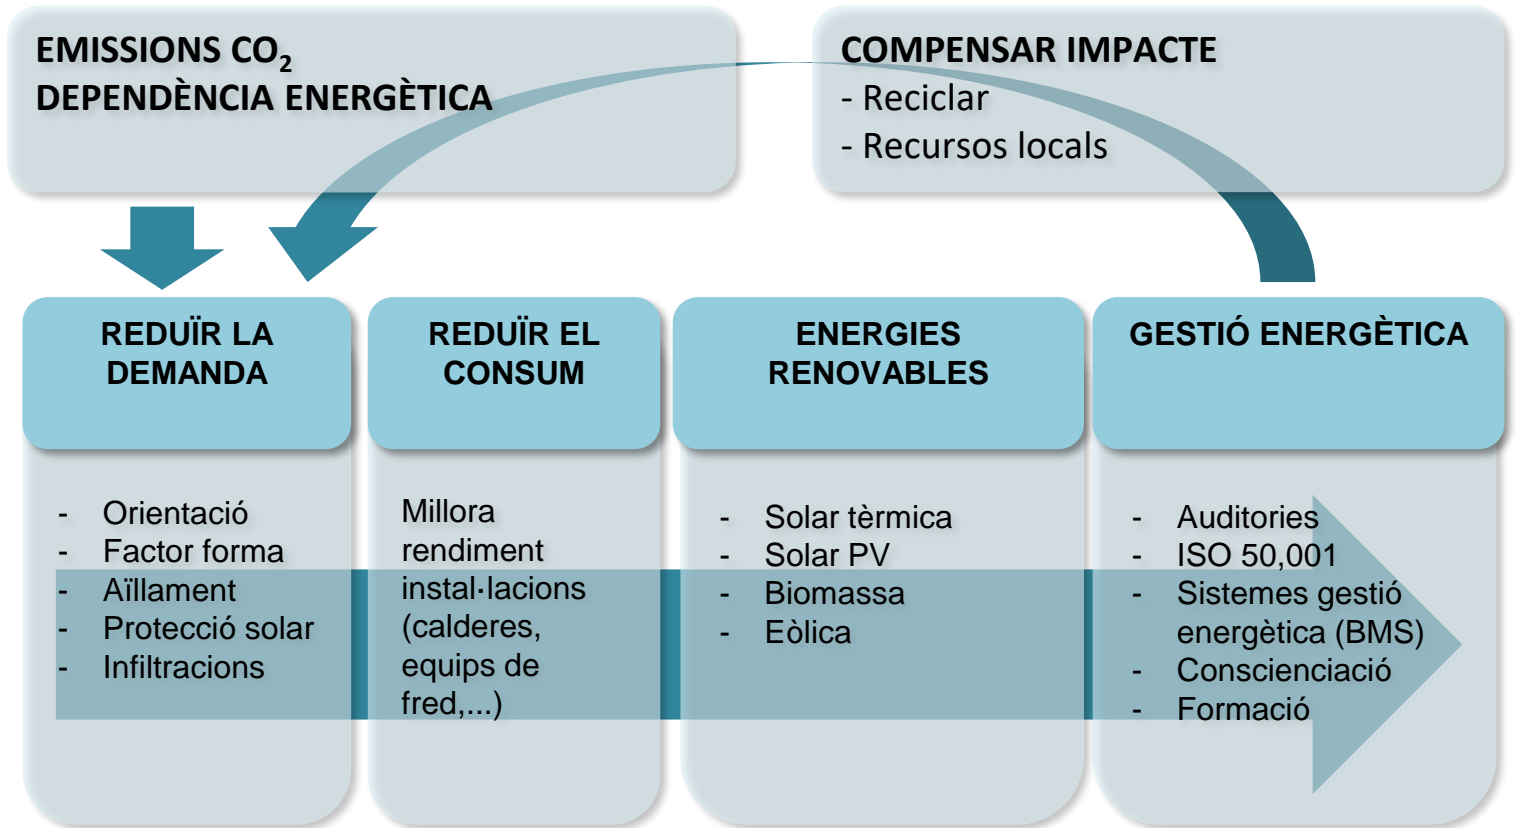 EMISSIONS CO₂
DEPENDÈNCIA ENERGÈTICA
COMPENSAR IMPACTE
- Reciclar
- Recursos locals
REDUÏR LA
DEMANDA
- Orientació
- Factor forma
- Aïllament
- Protecció solar
- Infiltracions
REDUÏR EL
CONSUM
Millora
rendiment
instal·lacions
(calderes,
equips de
fred,...)
ENERGIES
RENOVABLES
- Solar tèrmica
- Solar PV
- Biomassa
- Eòlica
GESTIÓ ENERGÈTICA
- Auditories
- ISO 50,001
- Sistemes gestió
energètica (BMS)
- Conscienciació
- Formació